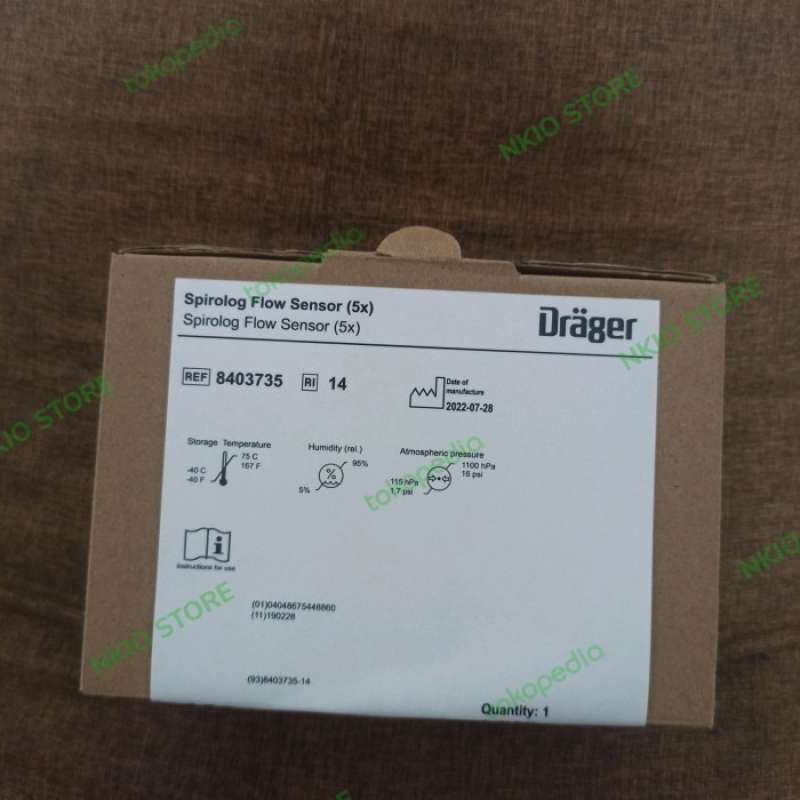 tokopedia
NKIO STORE
tokopedia
Spirolog Flow Sensor (5x)
Spirolog Flow Sensor (5x)
Dräger
NKIO STORE
REF 8403735 RI 14
Date of
manufacture
2022-07-28
NKIO STORE
Storage Temperature
75 C
167 F
-40 C
-40 F
Humidity (rel.)
95%
%
5%
Atmospheric pressure
1100 hPa
16 psi
115 hPa
1,7 psi
tokopedia
i
Instructions for use
NKIO STORE
(01)04048675448860
(11)190228
NKIO STORE
(93)8403735-14
tokopedia
Quantity: 1